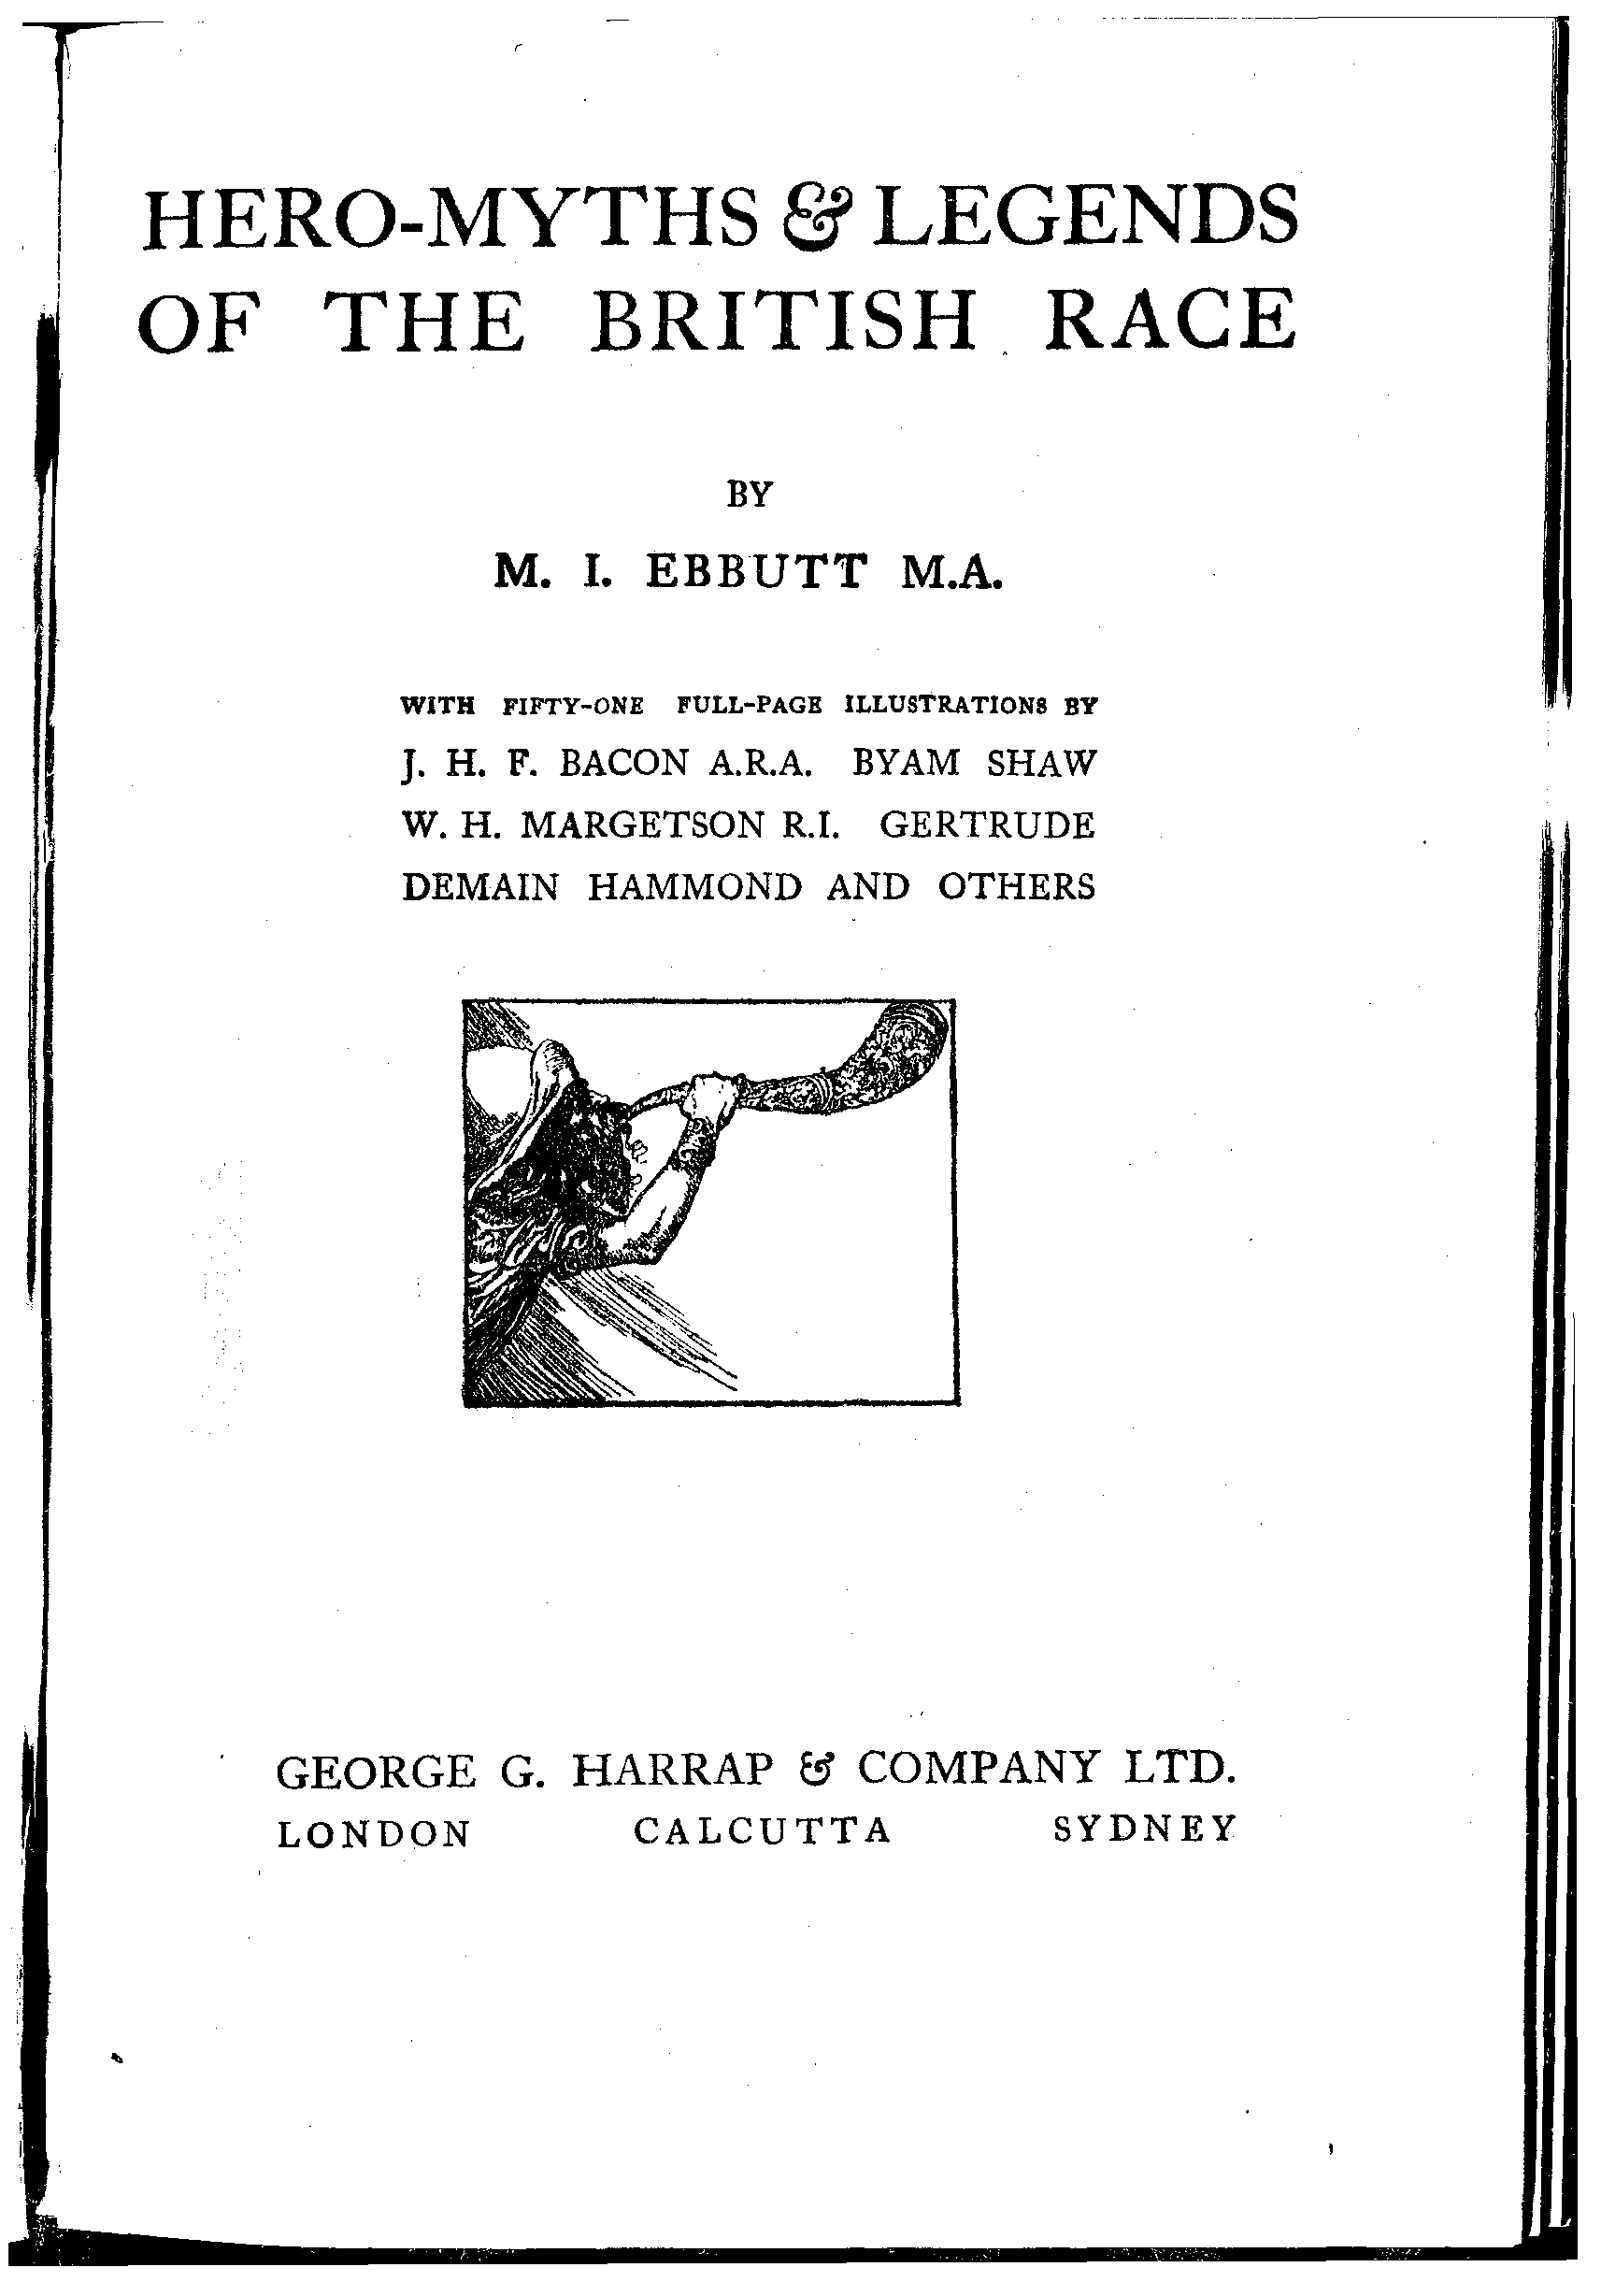 HERO-MYTHS & LEGENDS
OF THE BRITISH RACE
BY
M. I. EBBUTT M.A.
WITH FIFTY-ONE FULL-PAGE ILLUSTRATIONS BY
J. H. F. BACON A.R.A. BYAM SHAW
W. H. MARGETSON R.I. GERTRUDE
DEMAIN HAMMOND AND OTHERS
GEORGE G. HARRAP & COMPANY LTD.
LONDON CALCUTTA SYDNEY